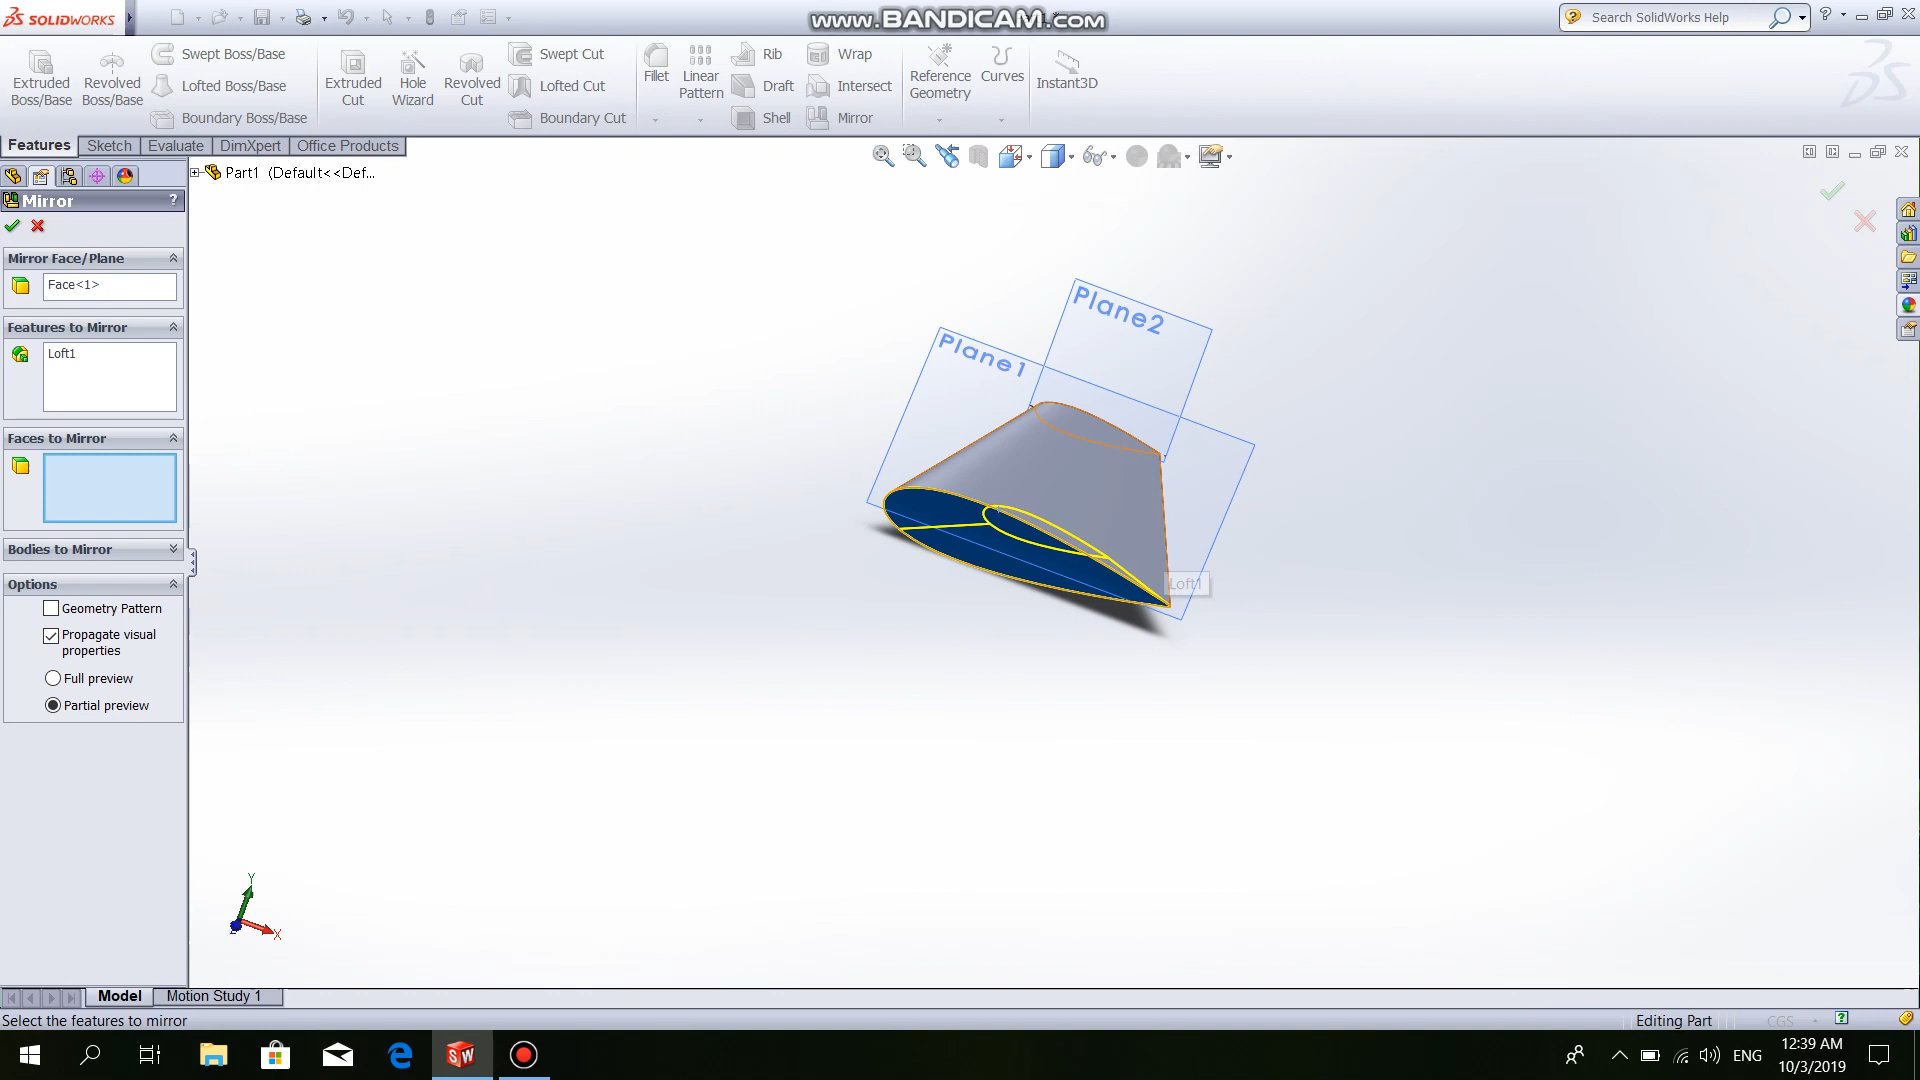 SOLIDWORKS
www.BANDICAM.com
Search SolidWorks Help
Extruded Boss/Base
Revolved Boss/Base
Swept Boss/Base
Lofted Boss/Base
Boundary Boss/Base
Extruded Cut
Hole Wizard
Revolved Cut
Swept Cut
Lofted Cut
Boundary Cut
Fillet
Linear Pattern
Rib
Draft
Shell
Wrap
Intersect
Mirror
Reference Geometry
Curves
Instant3D
Features
Sketch
Evaluate
DimXpert
Office Products
Part1 (Default<<Def...
Mirror
?
Mirror Face/Plane
Face<1>
Features to Mirror
Loft1
Faces to Mirror
Bodies to Mirror
Options
Geometry Pattern
Propagate visual
properties
Full preview
Partial preview
Plane2
Plane1
Loft1
Y
X
Z
Model
Motion Study 1
Select the features to mirror
Editing Part
CGS
SW
ENG
12:39 AM
10/3/2019